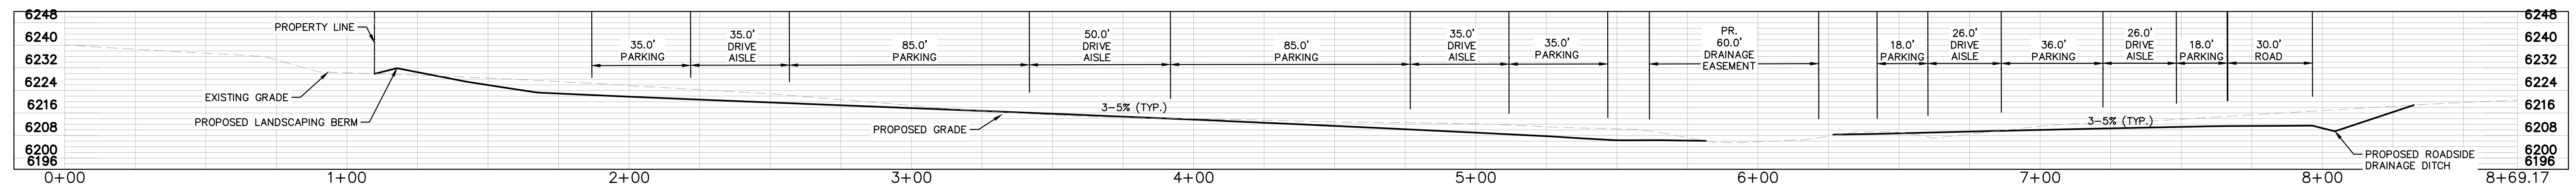 6248
6240
6232
6224
6216
6208
6200
6196
PROPERTY LINE
EXISTING GRADE
PROPOSED LANDSCAPING BERM
35.0'
PARKING
35.0'
DRIVE
AISLE
85.0'
PARKING
PROPOSED GRADE
50.0'
DRIVE
AISLE
3-5% (TYP.)
85.0'
PARKING
35.0'
DRIVE
AISLE
35.0'
PARKING
PR.
60.0'
DRAINAGE
EASEMENT
18.0'
PARKING
26.0'
DRIVE
AISLE
36.0'
PARKING
26.0'
DRIVE
AISLE
18.0'
PARKING
30.0'
ROAD
3-5% (TYP.)
PROPOSED ROADSIDE
DRAINAGE DITCH
6248
6240
6232
6224
6216
6208
6200
6196
0+00
1+00
2+00
3+00
4+00
5+00
6+00
7+00
8+00
8+69.17